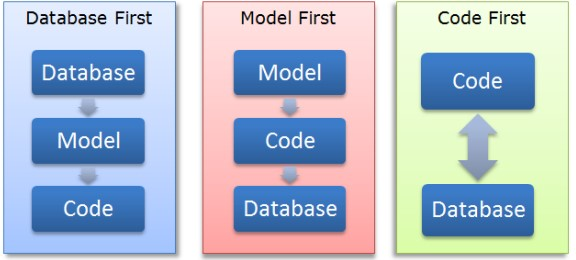 Database First
Database
Model
Code
Model First
Model
Code
Database
Code First
Code
Database